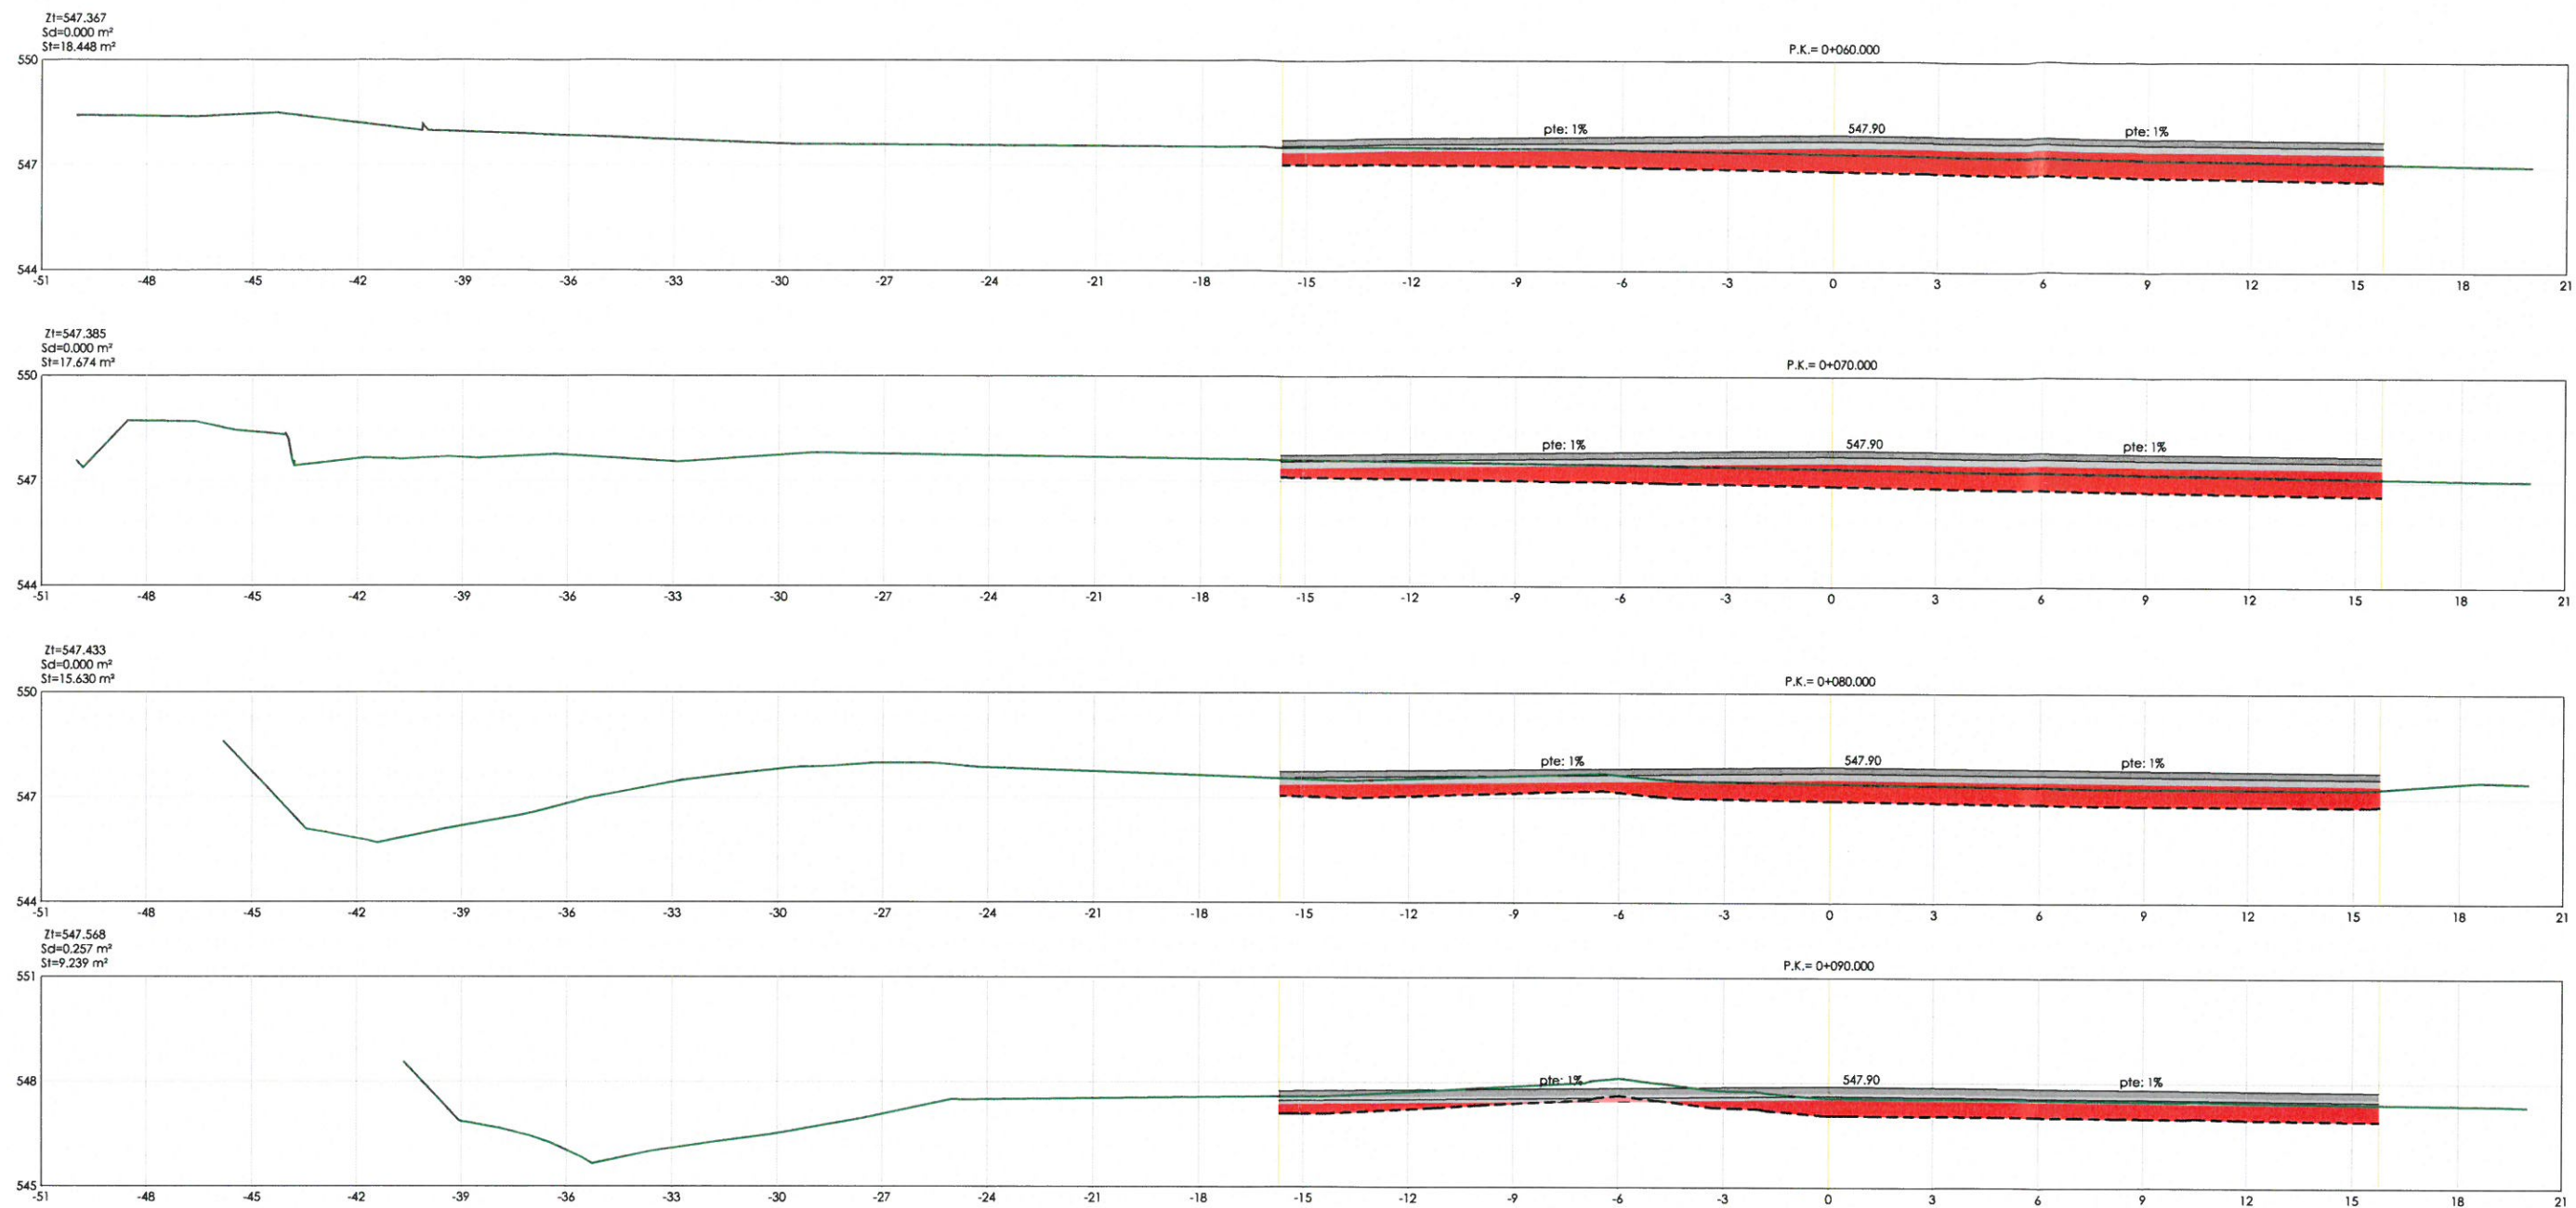 Zt=547.367
Sd=0.000 m²
St=18.448 m²
P.K.= 0+060.000
550
pte: 1% 547.90 pte: 1%
547
544
-51 -48 -45 -42 -39 -36 -33 -30 -27 -24 -21 -18 -15 -12 -9 -6 -3 0 3 6 9 12 15 18 21
Zt=547.385
Sd=0.000 m²
St=17.674 m²
P.K.= 0+070.000
550
pte: 1% 547.90 pte: 1%
547
544
-51 -48 -45 -42 -39 -36 -33 -30 -27 -24 -21 -18 -15 -12 -9 -6 -3 0 3 6 9 12 15 18 21
Zt=547.433
Sd=0.000 m²
St=15.630 m²
P.K.= 0+080.000
550
pte: 1% 547.90 pte: 1%
547
544
-51 -48 -45 -42 -39 -36 -33 -30 -27 -24 -21 -18 -15 -12 -9 -6 -3 0 3 6 9 12 15 18 21
Zt=547.568
Sd=0.257 m²
St=9.239 m²
P.K.= 0+090.000
551
pte: 1% 547.90 pte: 1%
548
545
-51 -48 -45 -42 -39 -36 -33 -30 -27 -24 -21 -18 -15 -12 -9 -6 -3 0 3 6 9 12 15 18 21